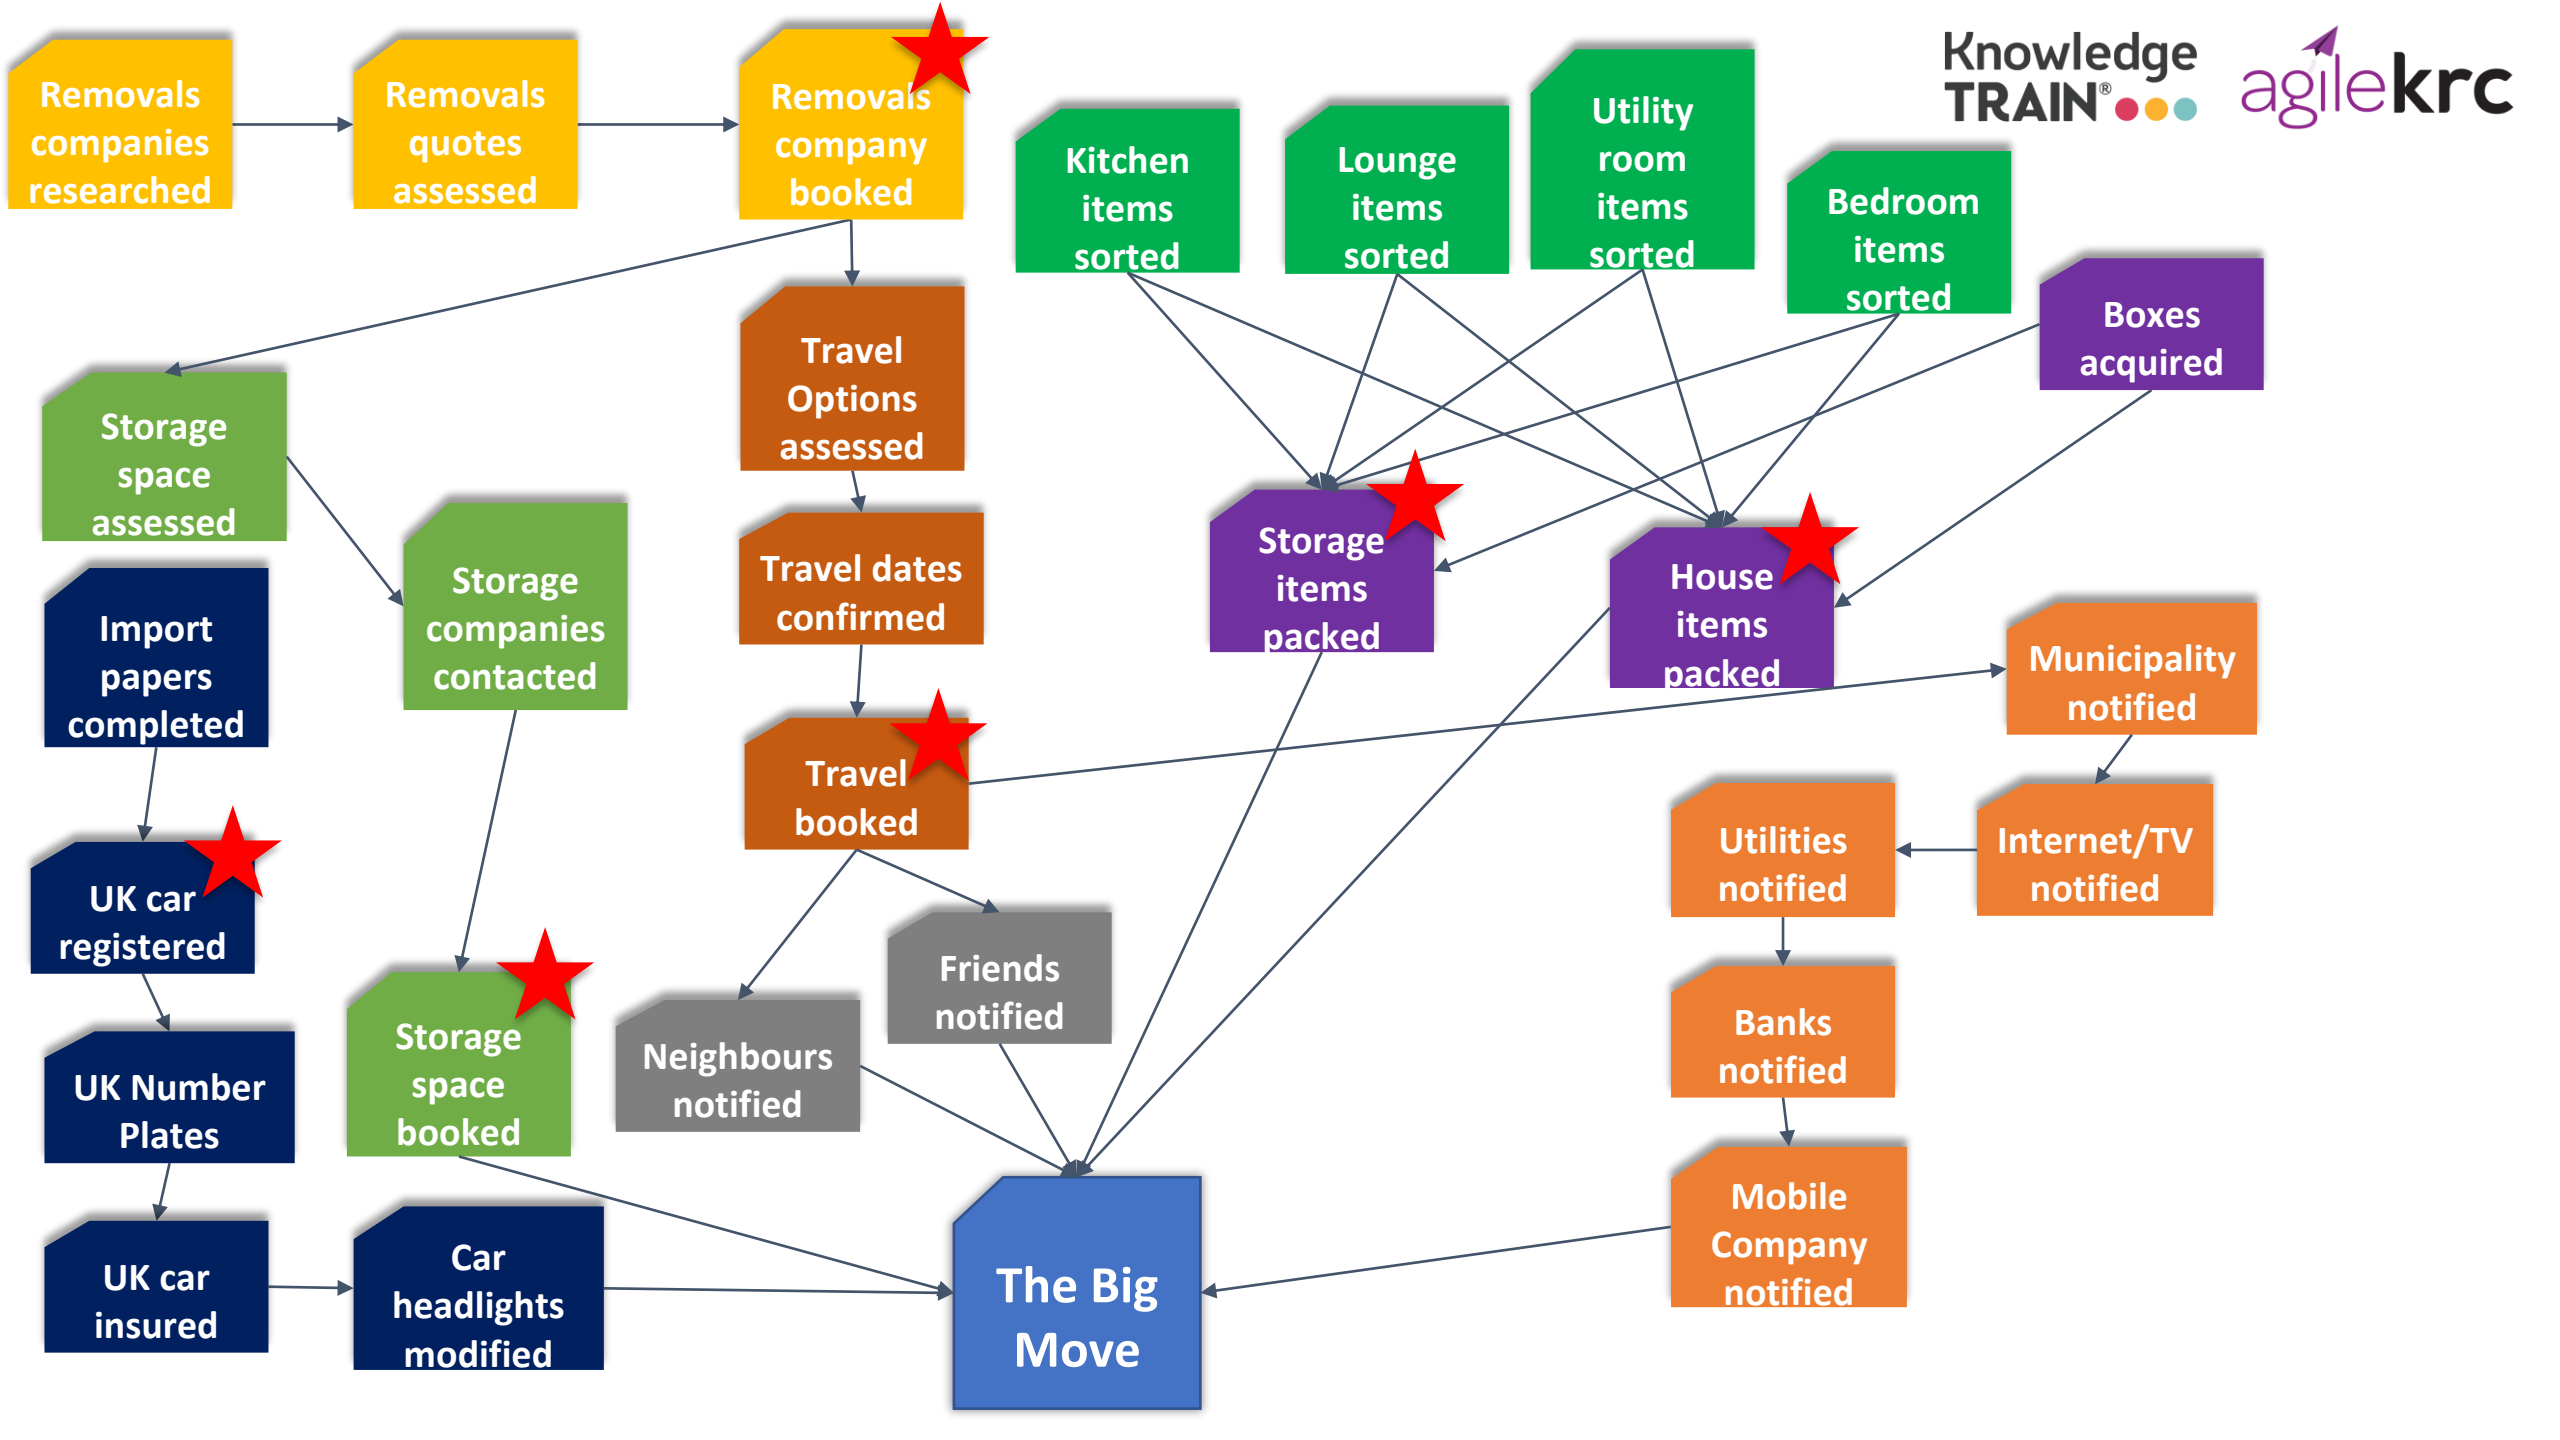 Removals
companies
researched
Removals
quotes
assessed
Removals
company
booked
Kitchen
items
sorted
Lounge
items
sorted
Utility
room
items
sorted
Bedroom
items
sorted
Boxes
acquired
Knowledge
TRAIN®
agilekrc
Storage
space
assessed
Travel
Options
assessed
Storage
companies
contacted
Travel dates
confirmed
Storage
items
packed
House
items
packed
Import
papers
completed
Municipality
notified
Travel
booked
Utilities
notified
Internet/TV
notified
UK car
registered
Friends
notified
Neighbours
notified
Storage
space
booked
Banks
notified
UK Number
Plates
Mobile
Company
notified
UK car
insured
Car
headlights
modified
The Big
Move